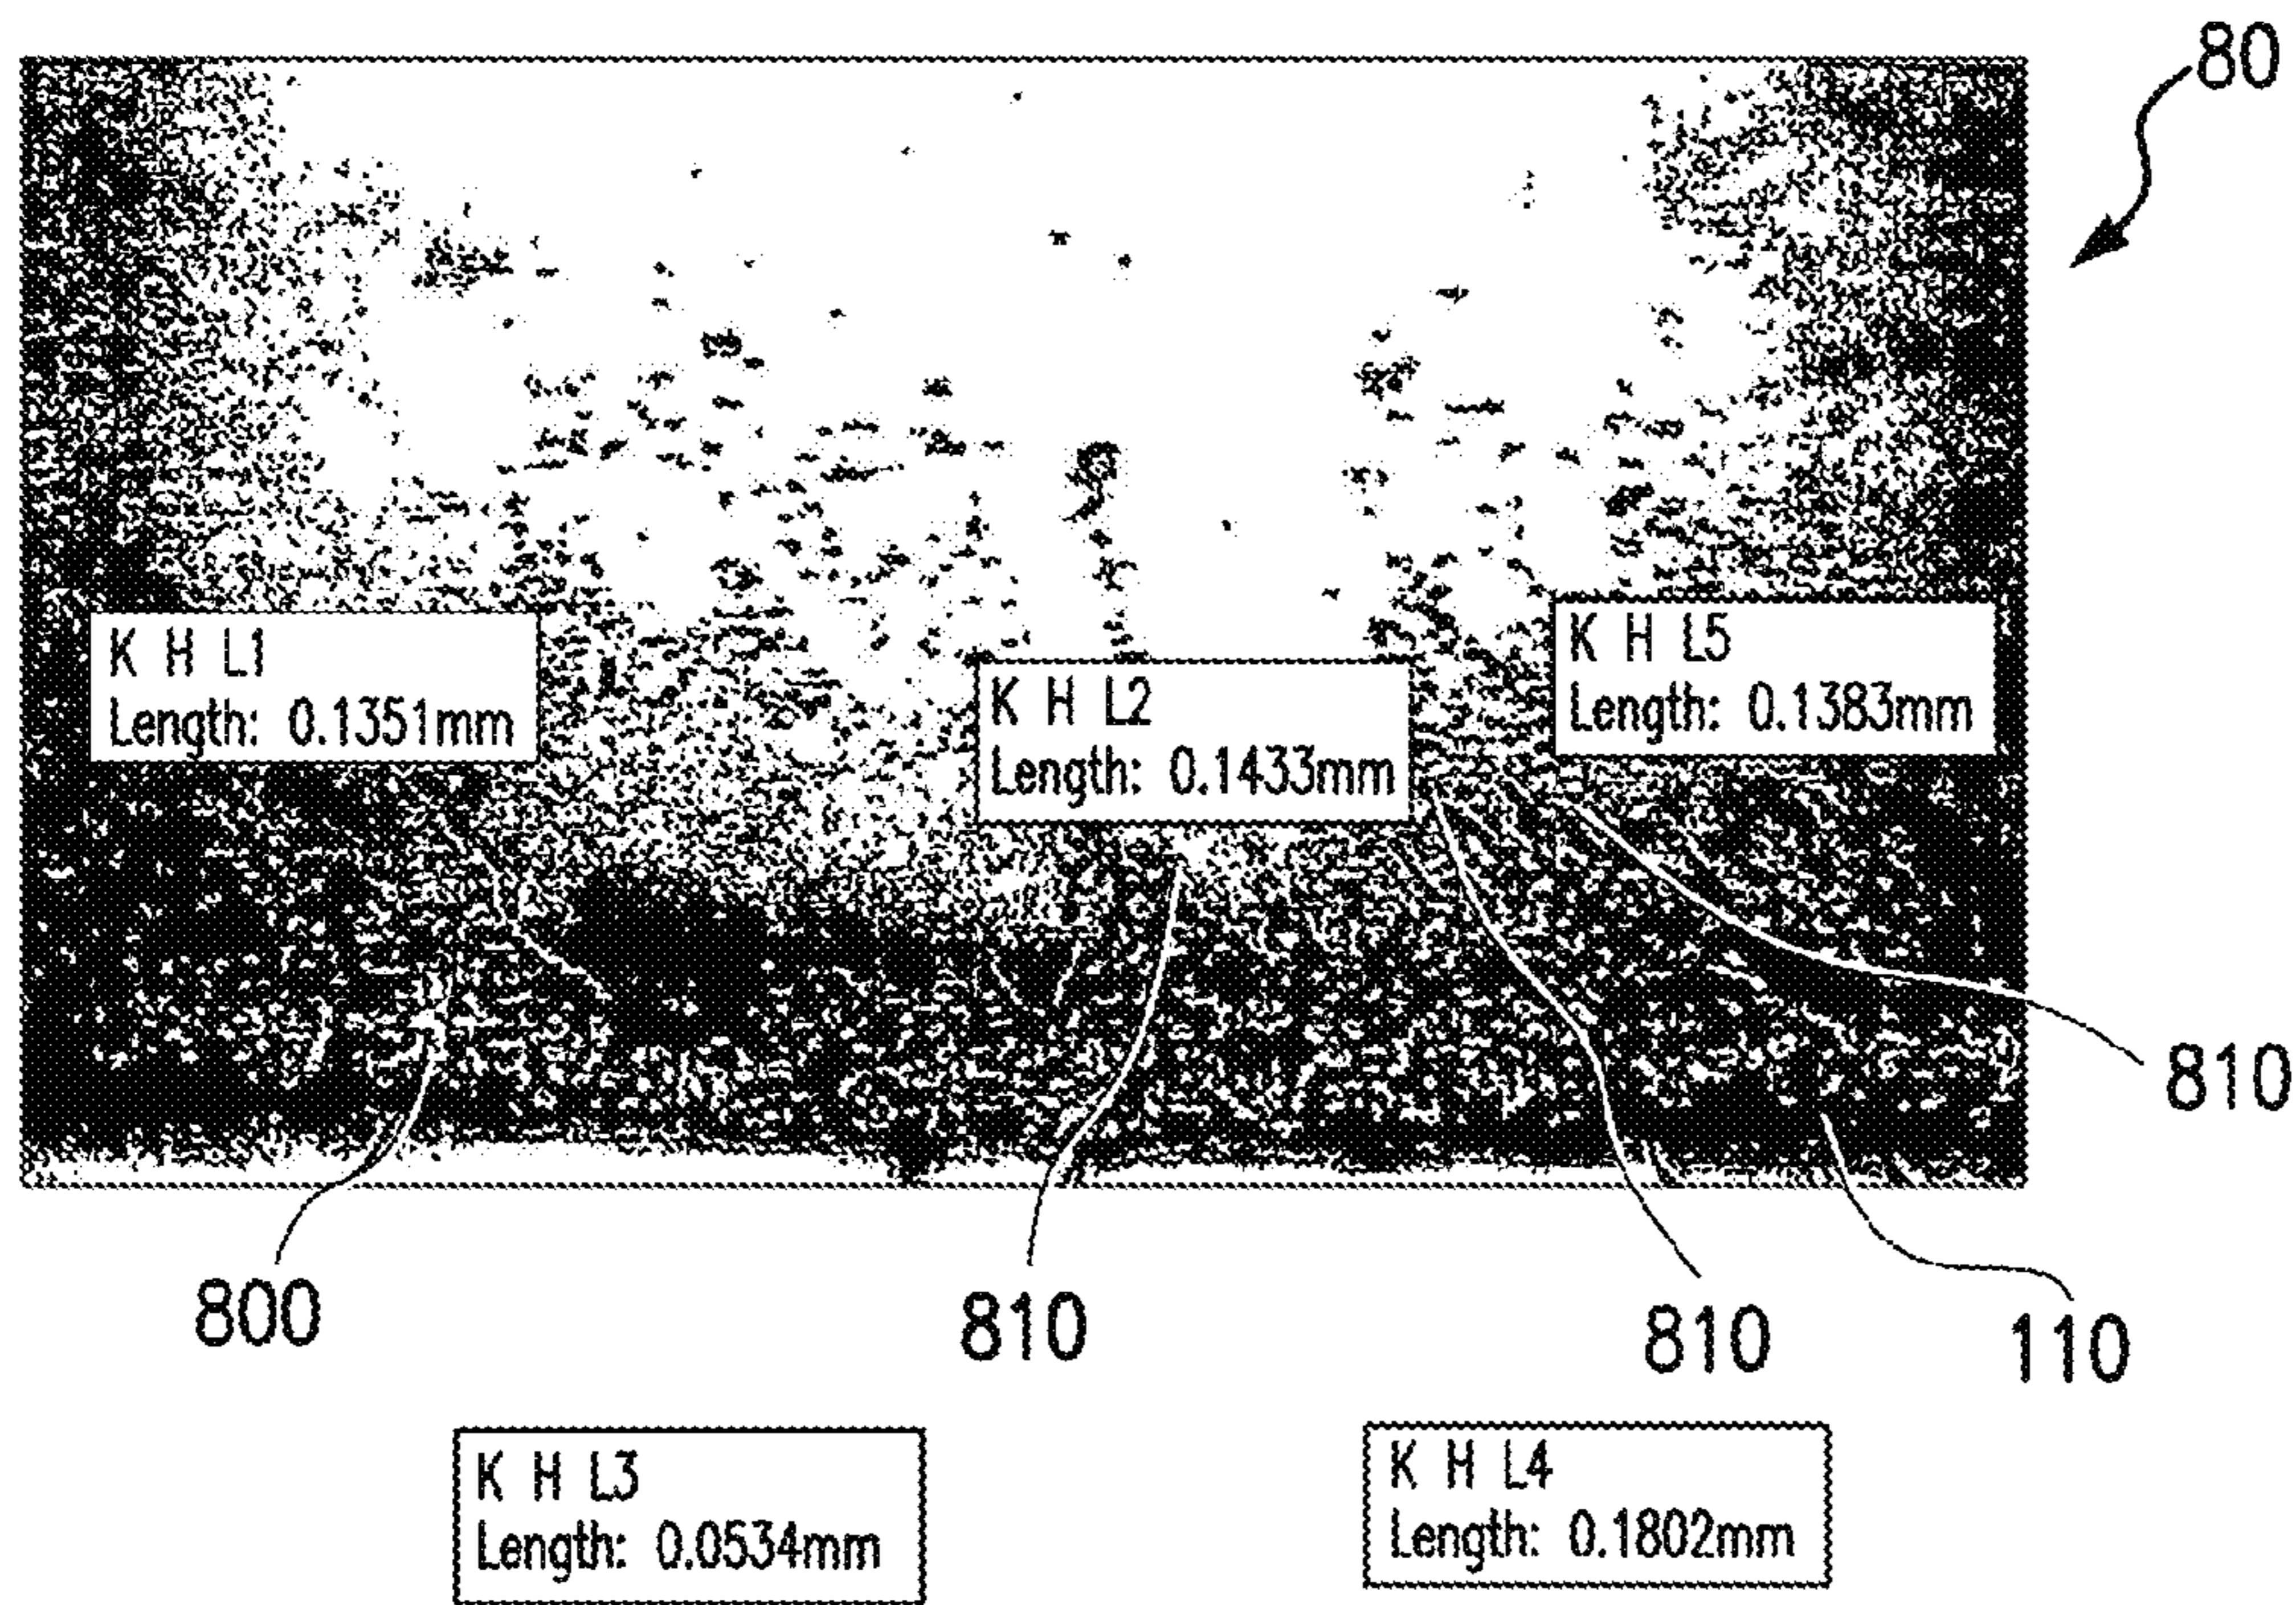 80
K H L1
Length: 0.1351mm
K H L2
Length: 0.1433mm
K H L5
Length: 0.1383mm
810
800
810
810
110
K H L3
Length: 0.0534mm
K H L4
Length: 0.1802mm